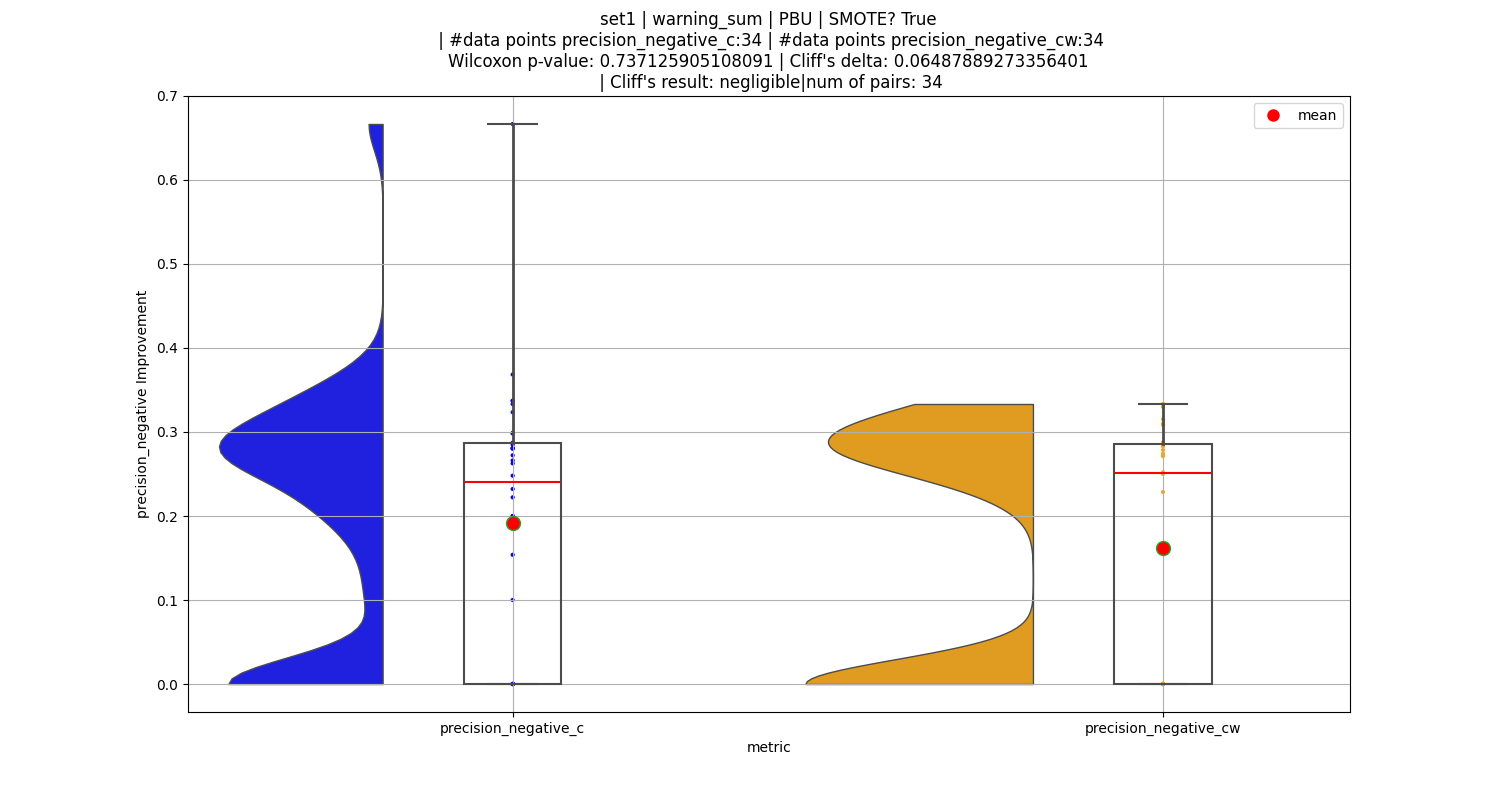 set1 | warning_sum | PBU | SMOTE? True
| #data points precision_negative_c:34 | #data points precision_negative_cw:34
Wilcoxon p-value: 0.737125905108091 | Cliff's delta: 0.06487889273356401
| Cliff's result: negligible|num of pairs: 34
mean
0.7
0.6
0.5
0.4
0.3
0.2
0.1
0.0
precision_negative Improvement
precision_negative_c
precision_negative_cw
metric